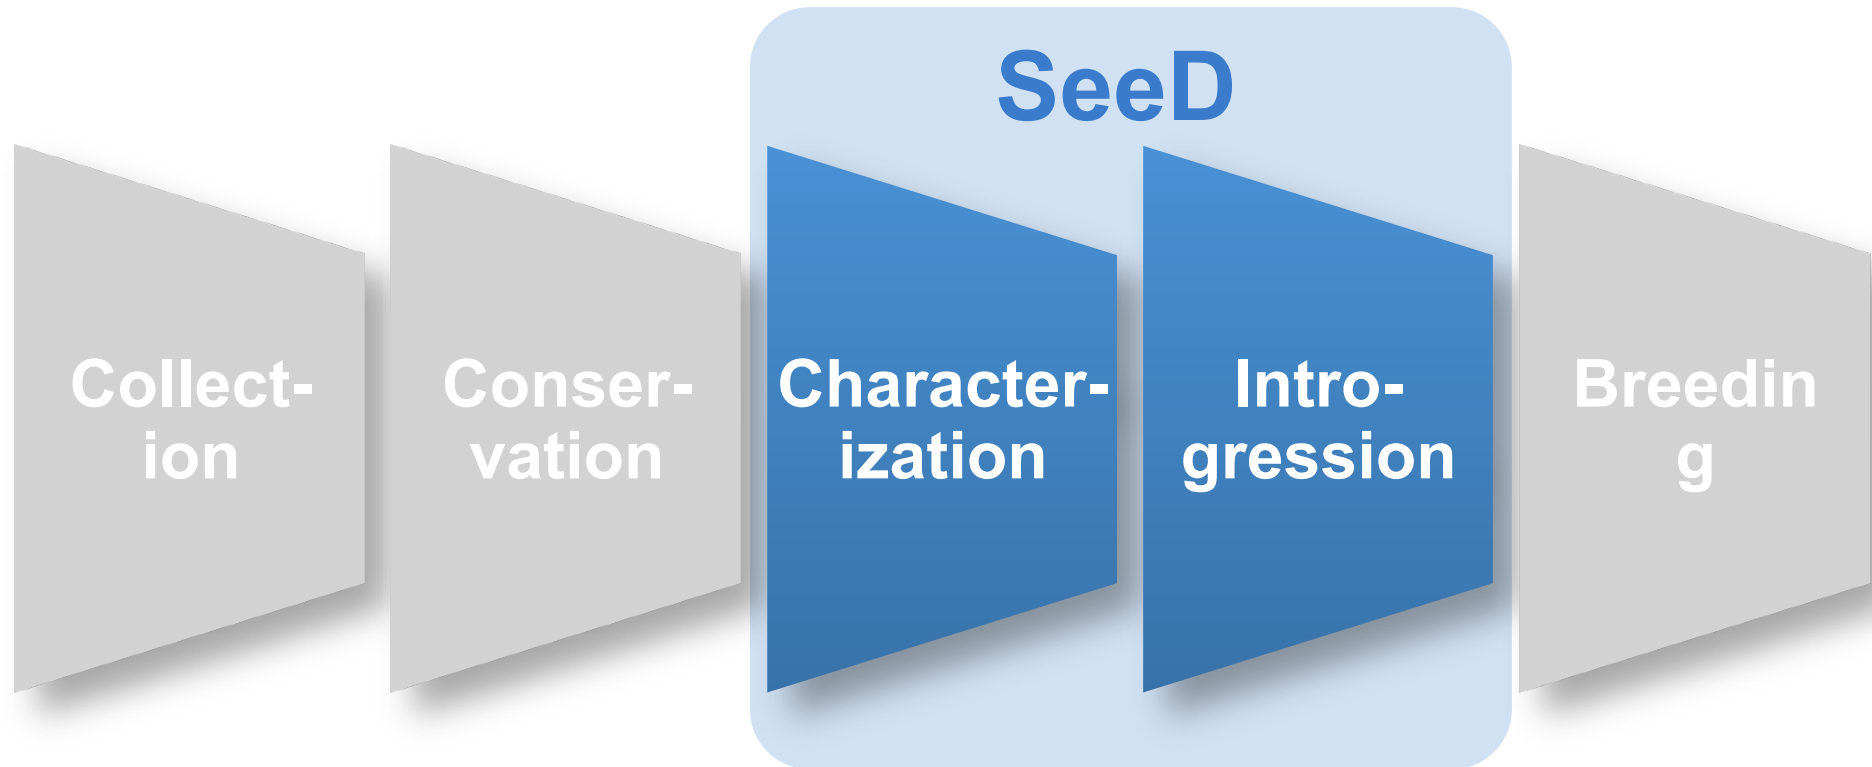 SeeD
Collect-
ion
Conser-
vation
Character-
ization
Intro-
gression
Breedin
g